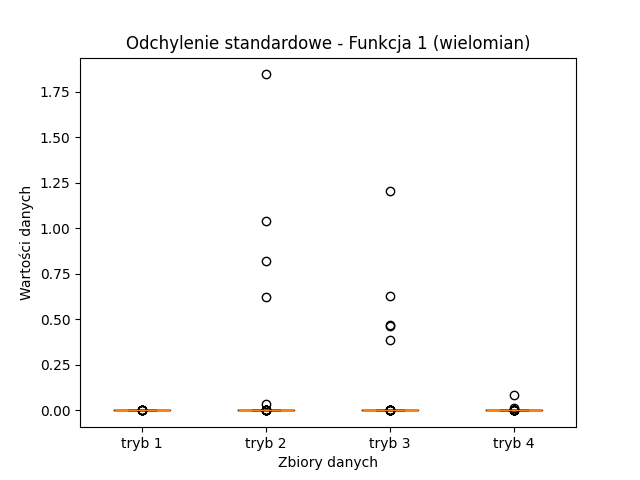 Odchylenie standardowe - Funkcja 1 (wielomian)
Wartości danych
1.75
1.50
1.25
1.00
0.75
0.50
0.25
0.00
tryb 1 tryb 2 tryb 3 tryb 4
Zbiory danych